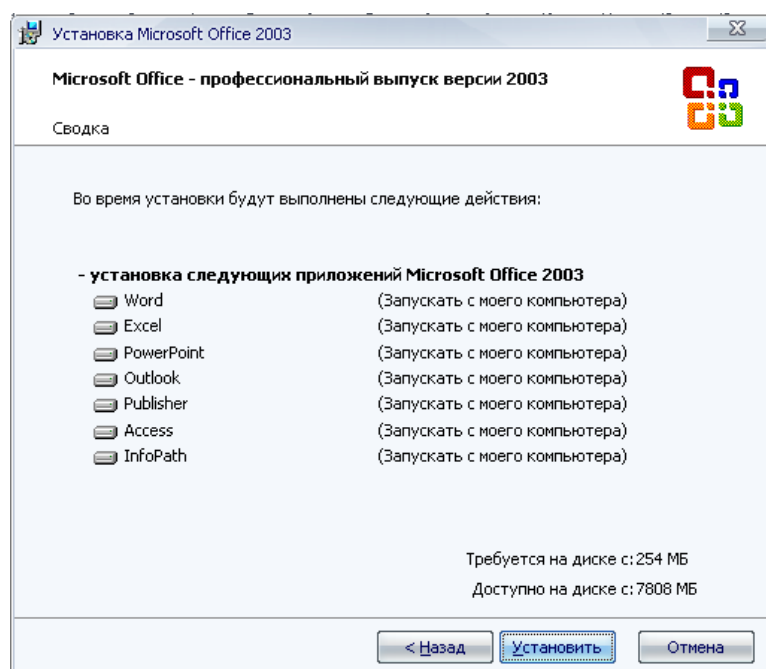 Установка Microsoft Office 2003
Microsoft Office - профессиональный выпуск версии 2003
Сводка
Во время установки будут выполнены следующие действия:
- установка следующих приложений Microsoft Office 2003
Word (Запускать с моего компьютера)
Excel (Запускать с моего компьютера)
PowerPoint (Запускать с моего компьютера)
Outlook (Запускать с моего компьютера)
Publisher (Запускать с моего компьютера)
Access (Запускать с моего компьютера)
InfoPath (Запускать с моего компьютера)
Требуется на диске c: 254 МБ
Доступно на диске c: 7808 МБ
< Назад Установить Отмена